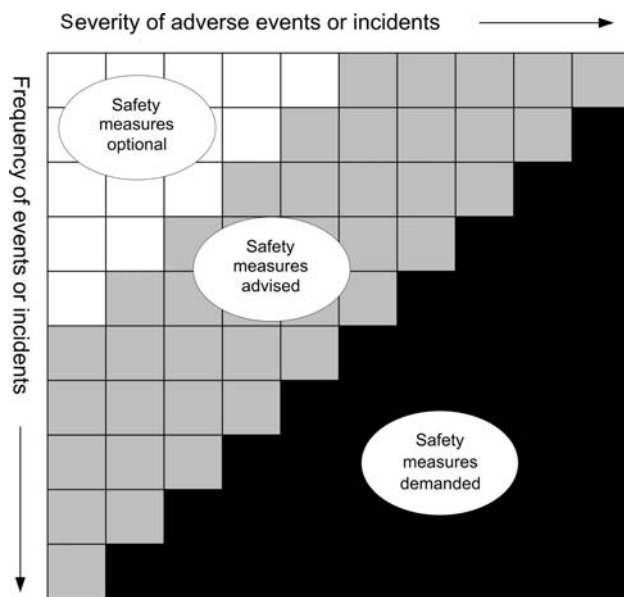 Severity of adverse events or incidents
Frequency of events or incidents
Safety
measures
optional
Safety
measures
advised
Safety
measures
demanded